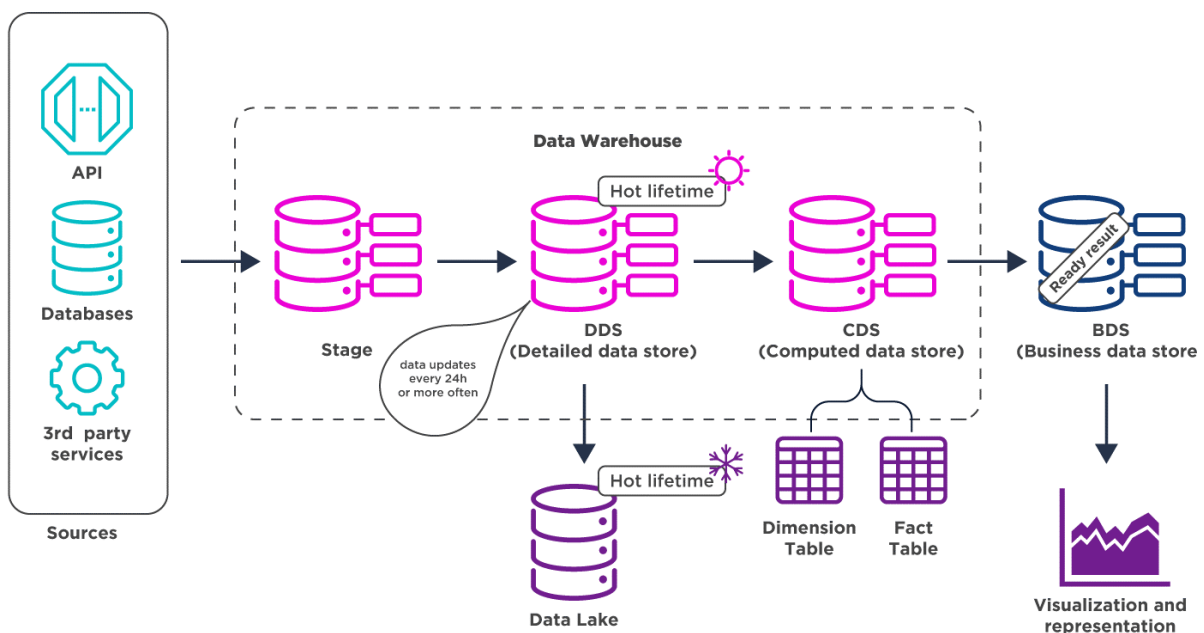 API
Databases
3rd party
services
Sources
Data Warehouse
Hot lifetime
Stage
data updates
every 24h
or more often
DDS
(Detailed data store)
CDS
(Computed data store)
Ready result
BDS
(Business data store
Hot lifetime
Data Lake
Dimension
Table
Fact
Table
Visualization and
representation